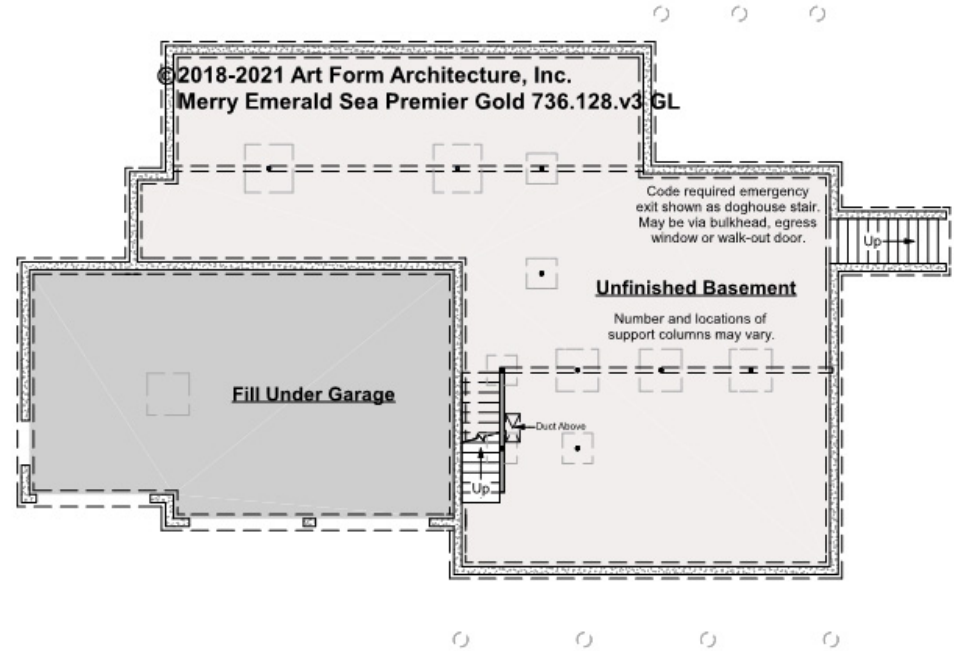 ©2018-2021 Art Form Architecture, Inc.
Merry Emerald Sea Premier Gold 736.128.v3 GL
Code required emergency
exit shown as doghouse stair.
May be via bulkhead, egress
window or walk-out door.
Up
Unfinished Basement
Number and locations of
support columns may vary.
Fill Under Garage
Duct Above
Up